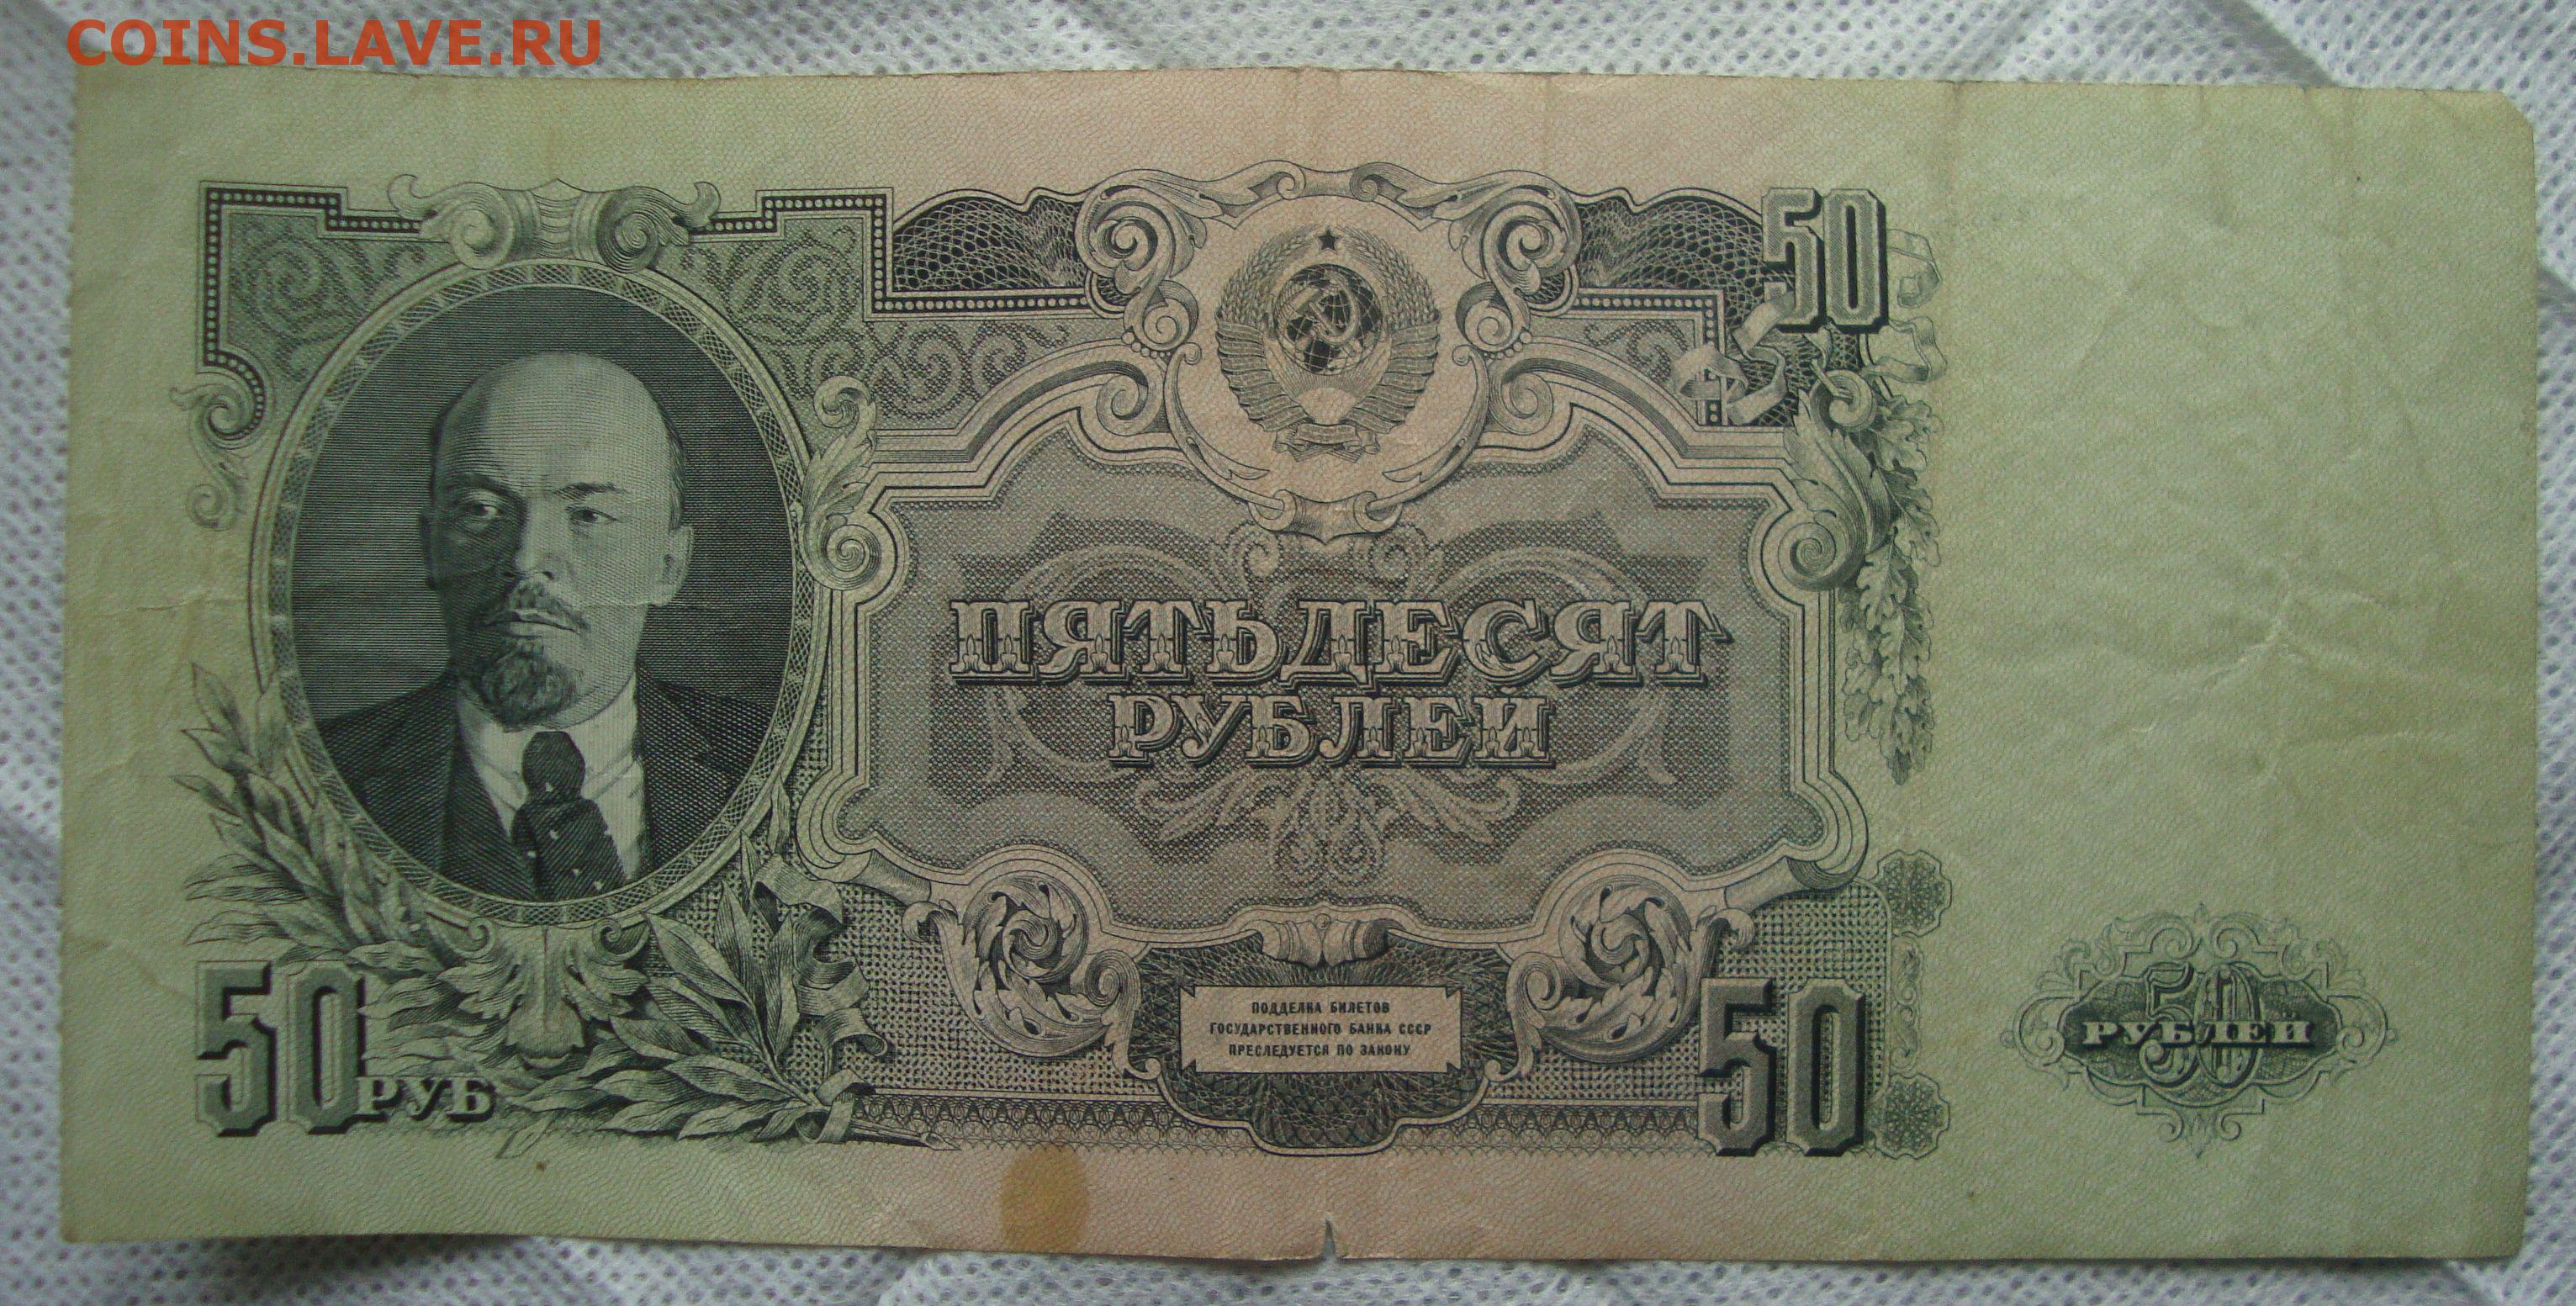 COINS.LAVE.RU
50
ПЯТЬДЕСЯТ
РУБЛЕЙ
50 РУБ
ПОДДЕЛКА БИЛЕТОВ
ГОСУДАРСТВЕННОГО БАНКА СССР
ПРЕСЛЕДУЕТСЯ ПО ЗАКОНУ
50
50
РУБЛЕЙ